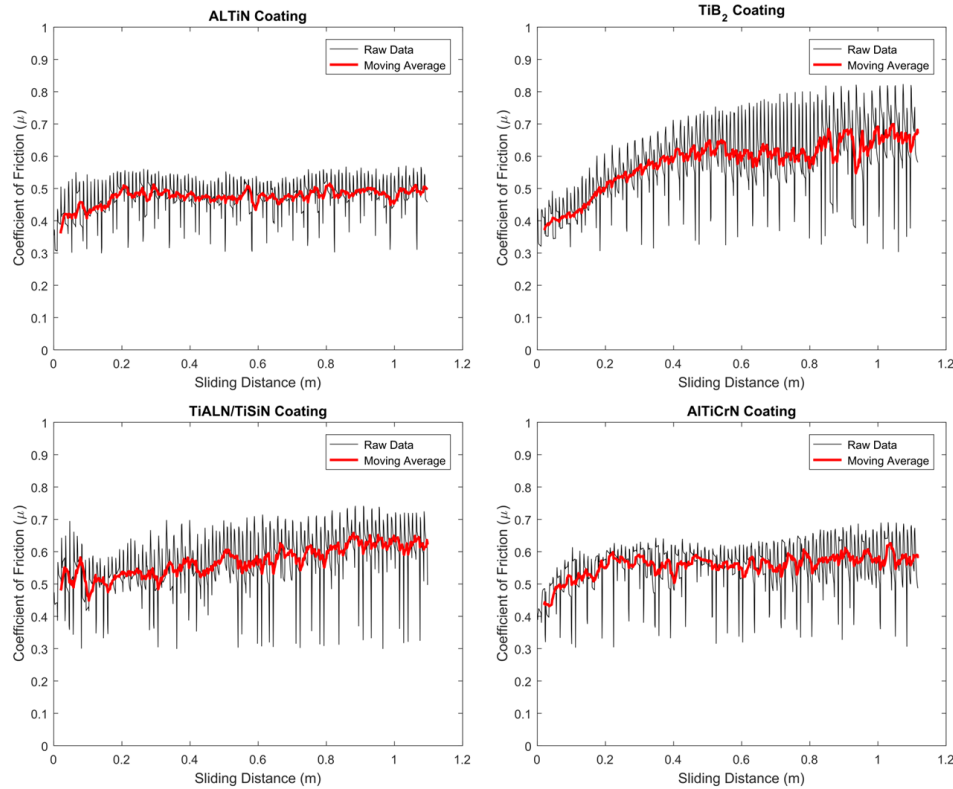 ALTiN Coating
Coefficient of Friction (μ)
1
0.9
0.8
0.7
0.6
0.5
0.4
0.3
0.2
0.1
0
Raw Data
Moving Average
0 0.2 0.4 0.6 0.8 1 1.2
Sliding Distance (m)
TiB₂ Coating
Coefficient of Friction (μ)
1
0.9
0.8
0.7
0.6
0.5
0.4
0.3
0.2
0.1
0
Raw Data
Moving Average
0 0.2 0.4 0.6 0.8 1 1.2
Sliding Distance (m)
TiALN/TiSiN Coating
Coefficient of Friction (μ)
1
0.9
0.8
0.7
0.6
0.5
0.4
0.3
0.2
0.1
0
Raw Data
Moving Average
0 0.2 0.4 0.6 0.8 1 1.2
Sliding Distance (m)
AlTiCrN Coating
Coefficient of Friction (μ)
1
0.9
0.8
0.7
0.6
0.5
0.4
0.3
0.2
0.1
0
Raw Data
Moving Average
0 0.2 0.4 0.6 0.8 1 1.2
Sliding Distance (m)